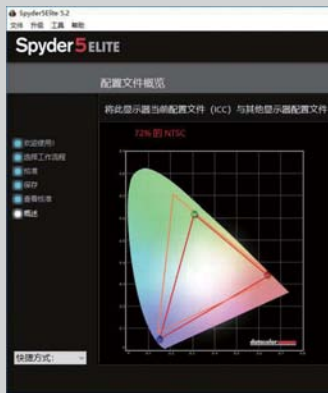 Spyder5Elite 5.2
文件 升级 工具 帮助
Spyder5ELITE
配置文件概览
将此显示器当前配置文件（ICC）与其他显示器配置文件
72% 的 NTSC
欢迎使用!
选择工作流程
校准
保存
查看校准
概述
快捷方式:
datacolor